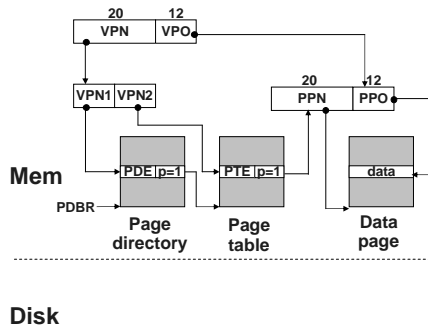 20 12
VPN VPO
20 12
VPN1 VPN2
PPN PPO
Mem
PDE p=1
PTE p=1
data
PDBR
Page directory
Page table
Data page
Disk